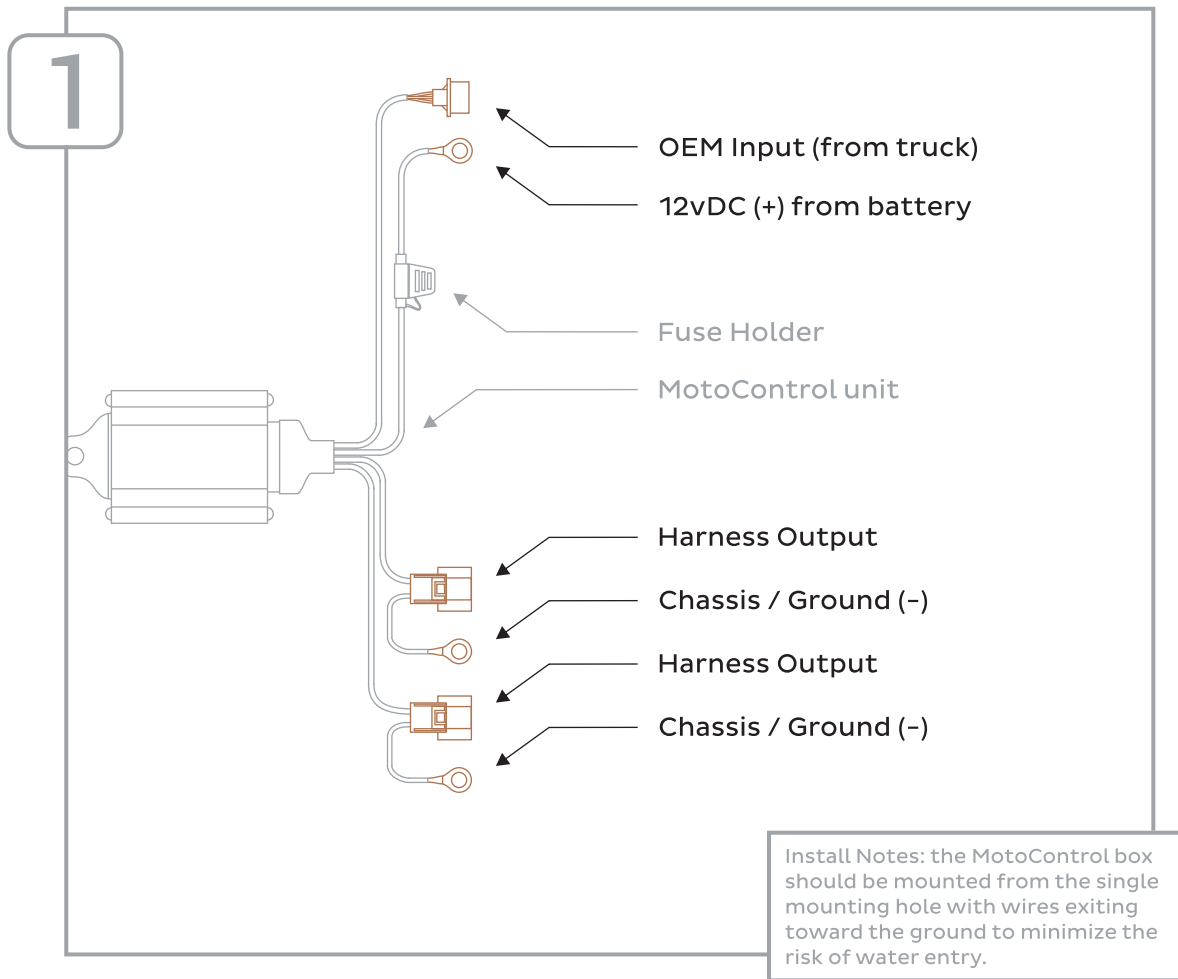 1
OEM Input (from truck)
12vDC (+) from battery
Fuse Holder
MotoControl unit
Harness Output
Chassis / Ground (-)
Harness Output
Chassis / Ground (-)
Install Notes: the MotoControl box
should be mounted from the single
mounting hole with wires exiting
toward the ground to minimize the
risk of water entry.